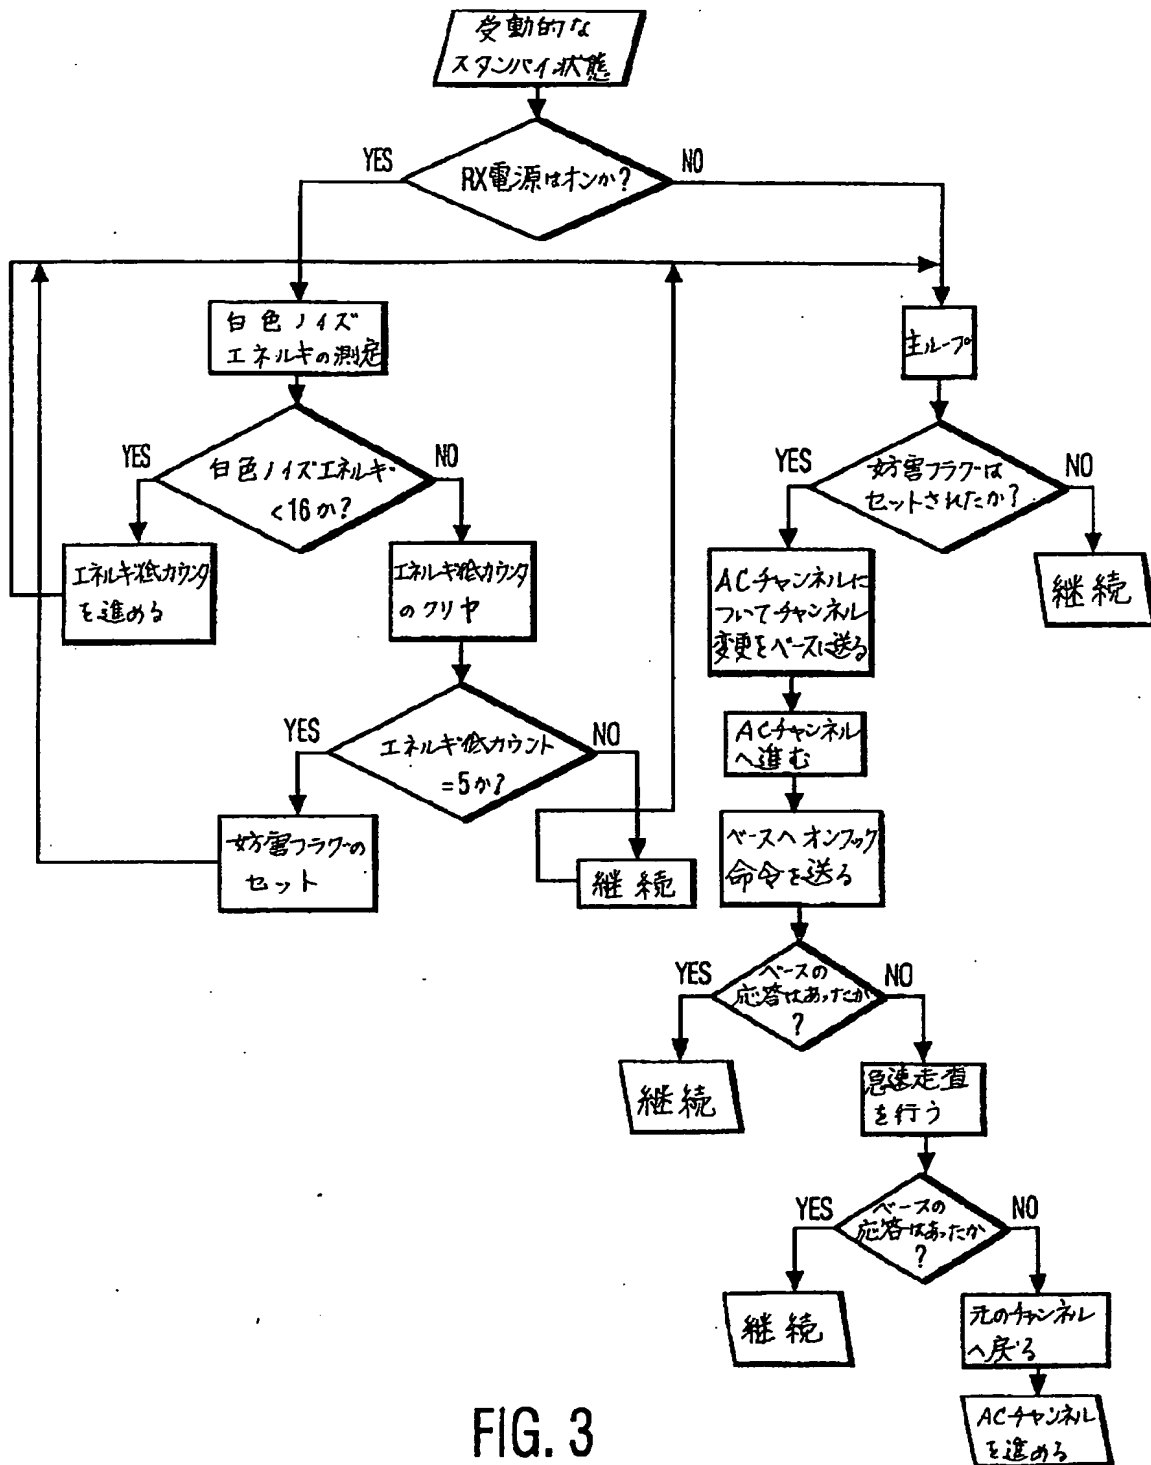 受動的な
スタンバイ状態
RX電源はオンか?
YES
NO
白色ノイズ
エネルギの測定
主ループ
白色ノイズエネルギ
<16か?
YES
NO
妨害フラグは
セットされたか?
YES
NO
エネルギ低カウンタ
を進める
エネルギ低カウンタ
のクリヤ
ACチャンネルに
ついてチャンネル
変更をベースに送る
継続
エネルギ低カウント
=5か?
YES
NO
ACチャンネル
へ進む
妨害フラグの
セット
継続
ベースへオンフック
命令を送る
ベースの
応答はあったか
?
YES
NO
継続
急速走査
を行う
ベースの
応答はあったか
?
YES
NO
継続
元のチャンネル
へ戻る
ACチャンネル
を進める
FIG. 3